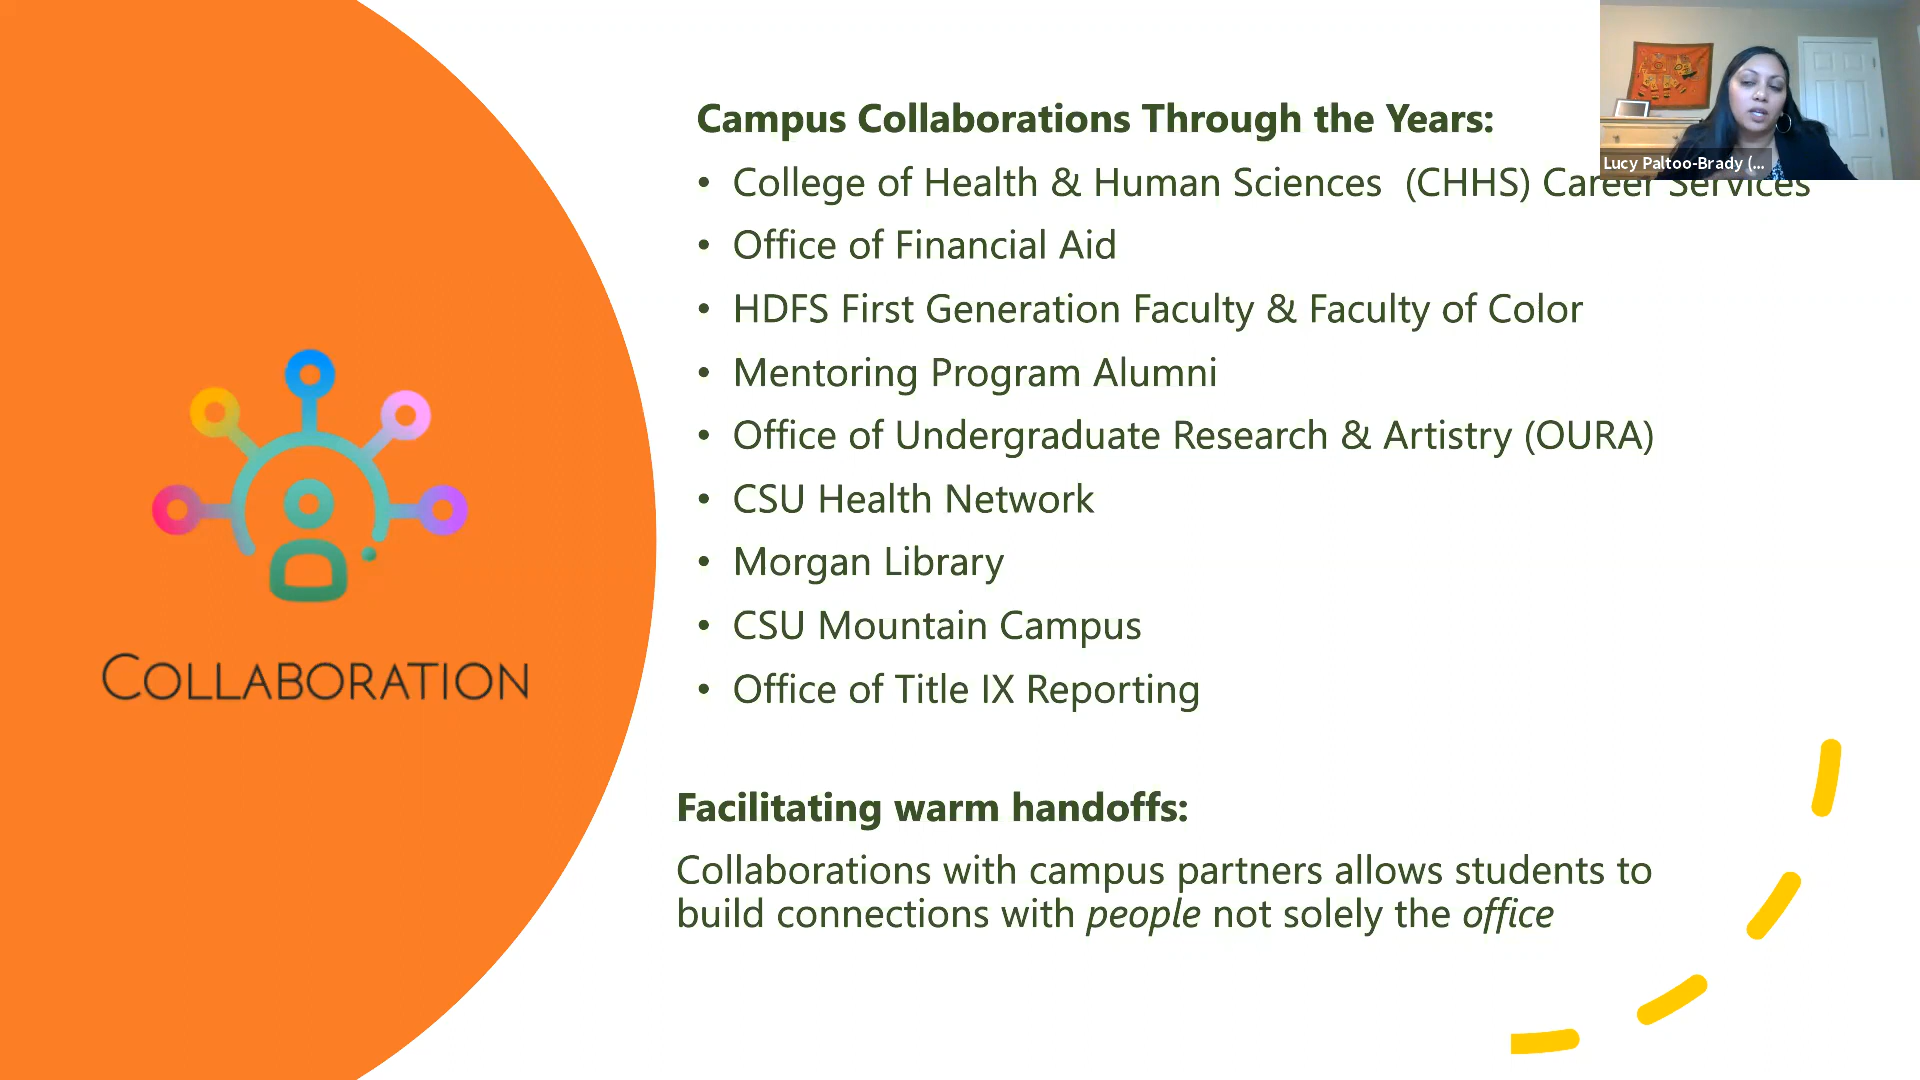 Campus Collaborations Through the Years:
• College of Health & Human Sciences (CHHS) Career Services
• Office of Financial Aid
• HDFS First Generation Faculty & Faculty of Color
• Mentoring Program Alumni
• Office of Undergraduate Research & Artistry (OURA)
• CSU Health Network
• Morgan Library
• CSU Mountain Campus
• Office of Title IX Reporting
Facilitating warm handoffs:
Collaborations with campus partners allows students to
build connections with people not solely the office
COLLABORATION
Lucy Paltoo-Brady (...